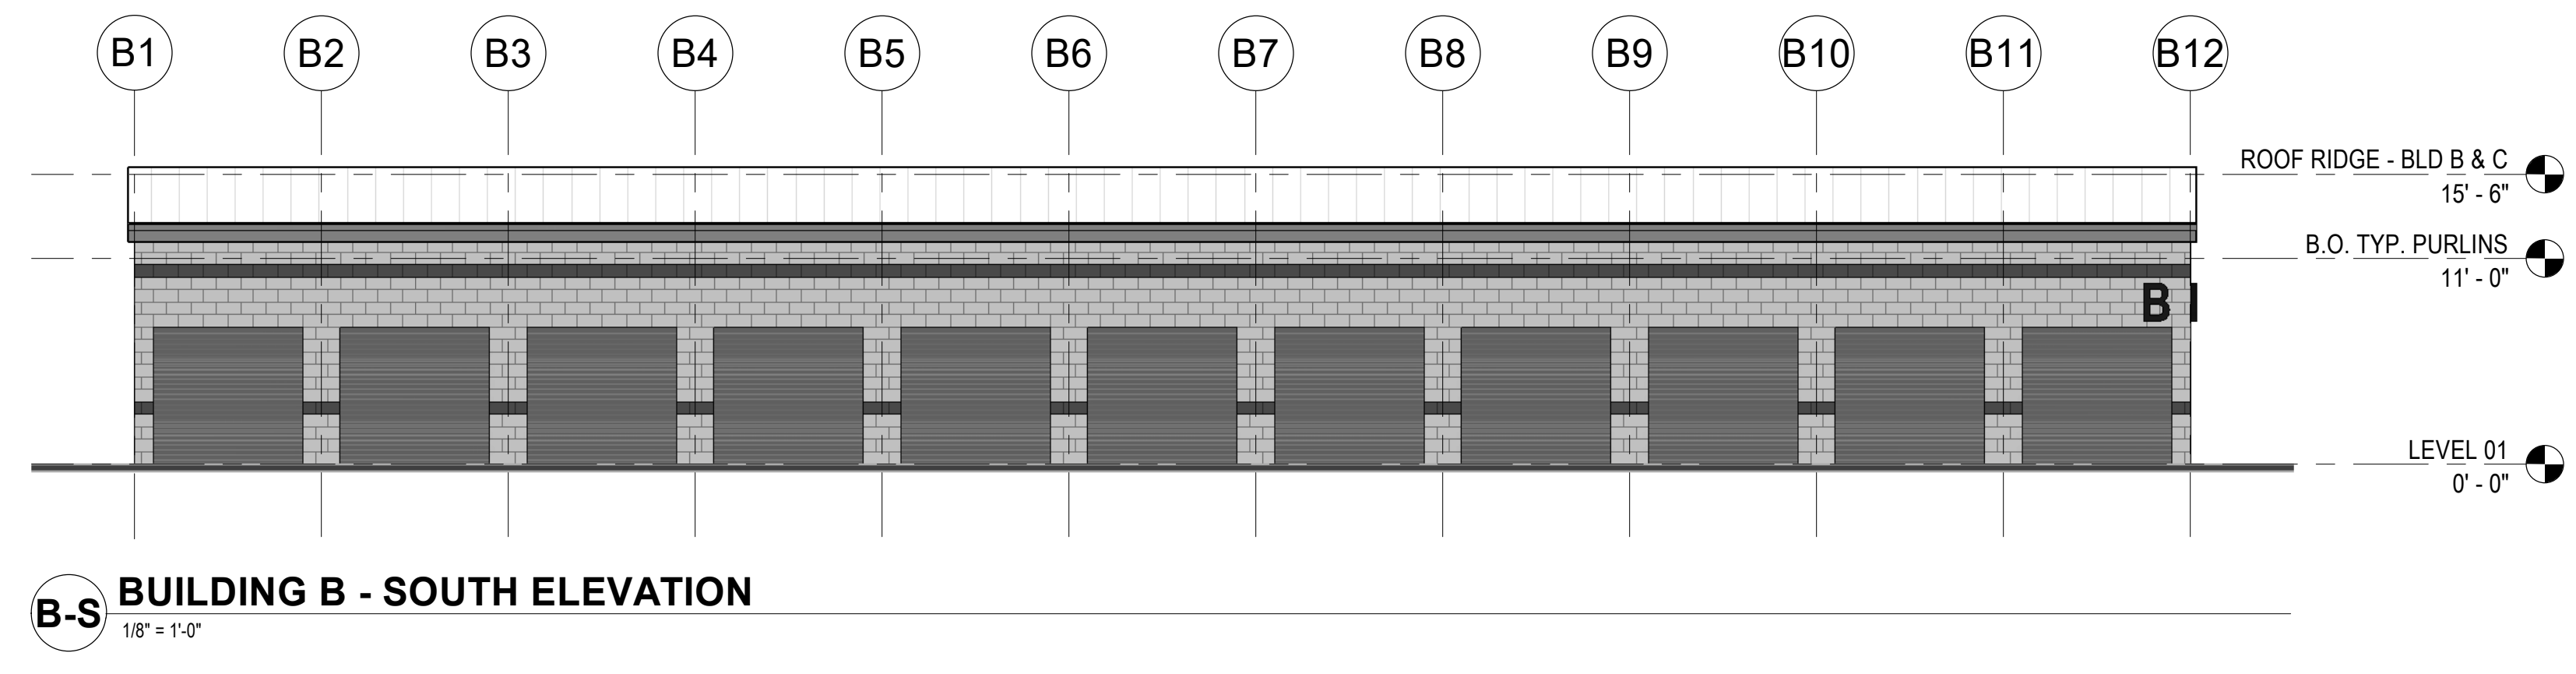 B1 B2 B3 B4 B5 B6 B7 B8 B9 B10 B11 B12
ROOF RIDGE - BLD B & C
15' - 6"
B.O. TYP. PURLINS
11' - 0"
B
LEVEL 01
0' - 0"
B-S BUILDING B - SOUTH ELEVATION
1/8" = 1'-0"